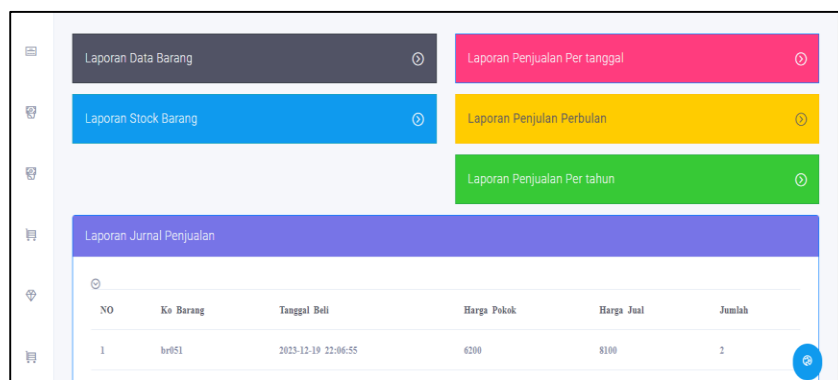 Laporan Data Barang
Laporan Penjualan Per tanggal
Laporan Stock Barang
Laporan Penjulan Perbulan
Laporan Penjualan Per tahun
Laporan Jurnal Penjualan
NO Ko Barang Tanggal Beli Harga Pokok Harga Jual Jumlah
1 br051 2023-12-19 22:06:55 6200 8100 2